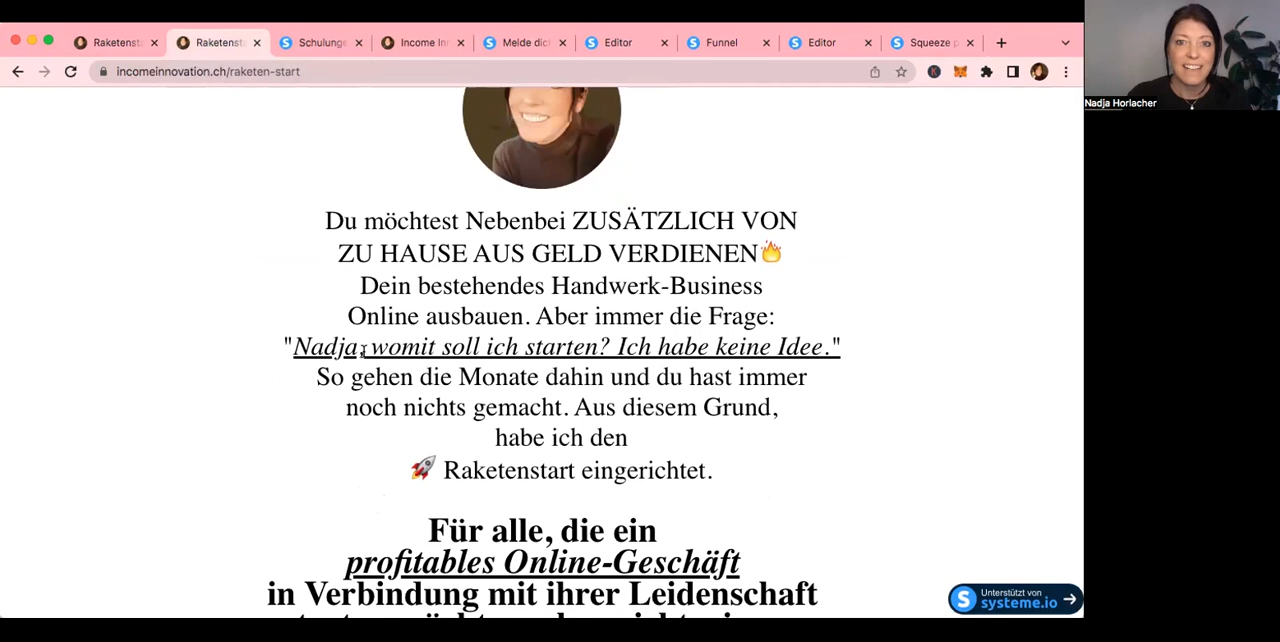 Raketenst
Raketenst
Schulunge
Income In
Melde dic
Editor
Funnel
Editor
Squeeze p
incomeinnovation.ch/raketen-start
Nadja Horlacher
Du möchtest Nebenbei ZUSÄTZLICH VON
ZU HAUSE AUS GELD VERDIENEN🔥
Dein bestehendes Handwerk-Business
Online ausbauen. Aber immer die Frage:
"Nadja, womit soll ich starten? Ich habe keine Idee."
So gehen die Monate dahin und du hast immer
noch nichts gemacht. Aus diesem Grund,
habe ich den
🚀 Raketenstart eingerichtet.
Für alle, die ein
profitables Online-Geschäft
in Verbindung mit ihrer Leidenschaft
Unterstützt von
systeme.io